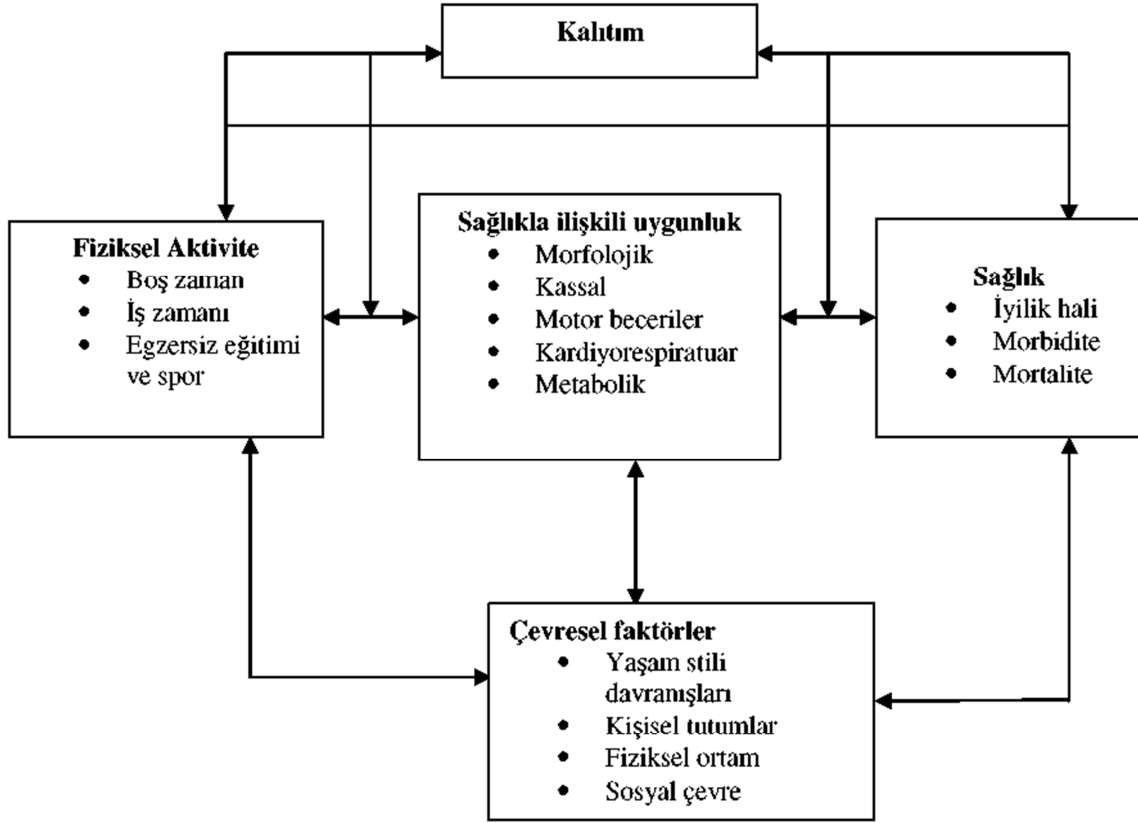 Kalıtım
Fiziksel Aktivite
• Boş zaman
• İş zamanı
• Egzersiz eğitimi
ve spor
Sağlıkla ilişkili uygunluk
• Morfolojik
• Kassal
• Motor beceriler
• Kardiyorespiratuar
• Metabolik
Sağlık
• İyilik hali
• Morbidite
• Mortalite
Çevresel faktörler
• Yaşam stili
davranışları
• Kişisel tutumlar
• Fiziksel ortam
• Sosyal çevre